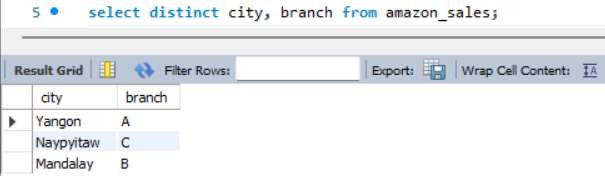 5 select distinct city, branch from amazon_sales;
Result Grid Filter Rows: Export: Wrap Cell Content: IA
city branch
Yangon A
Naypyitaw C
Mandalay B